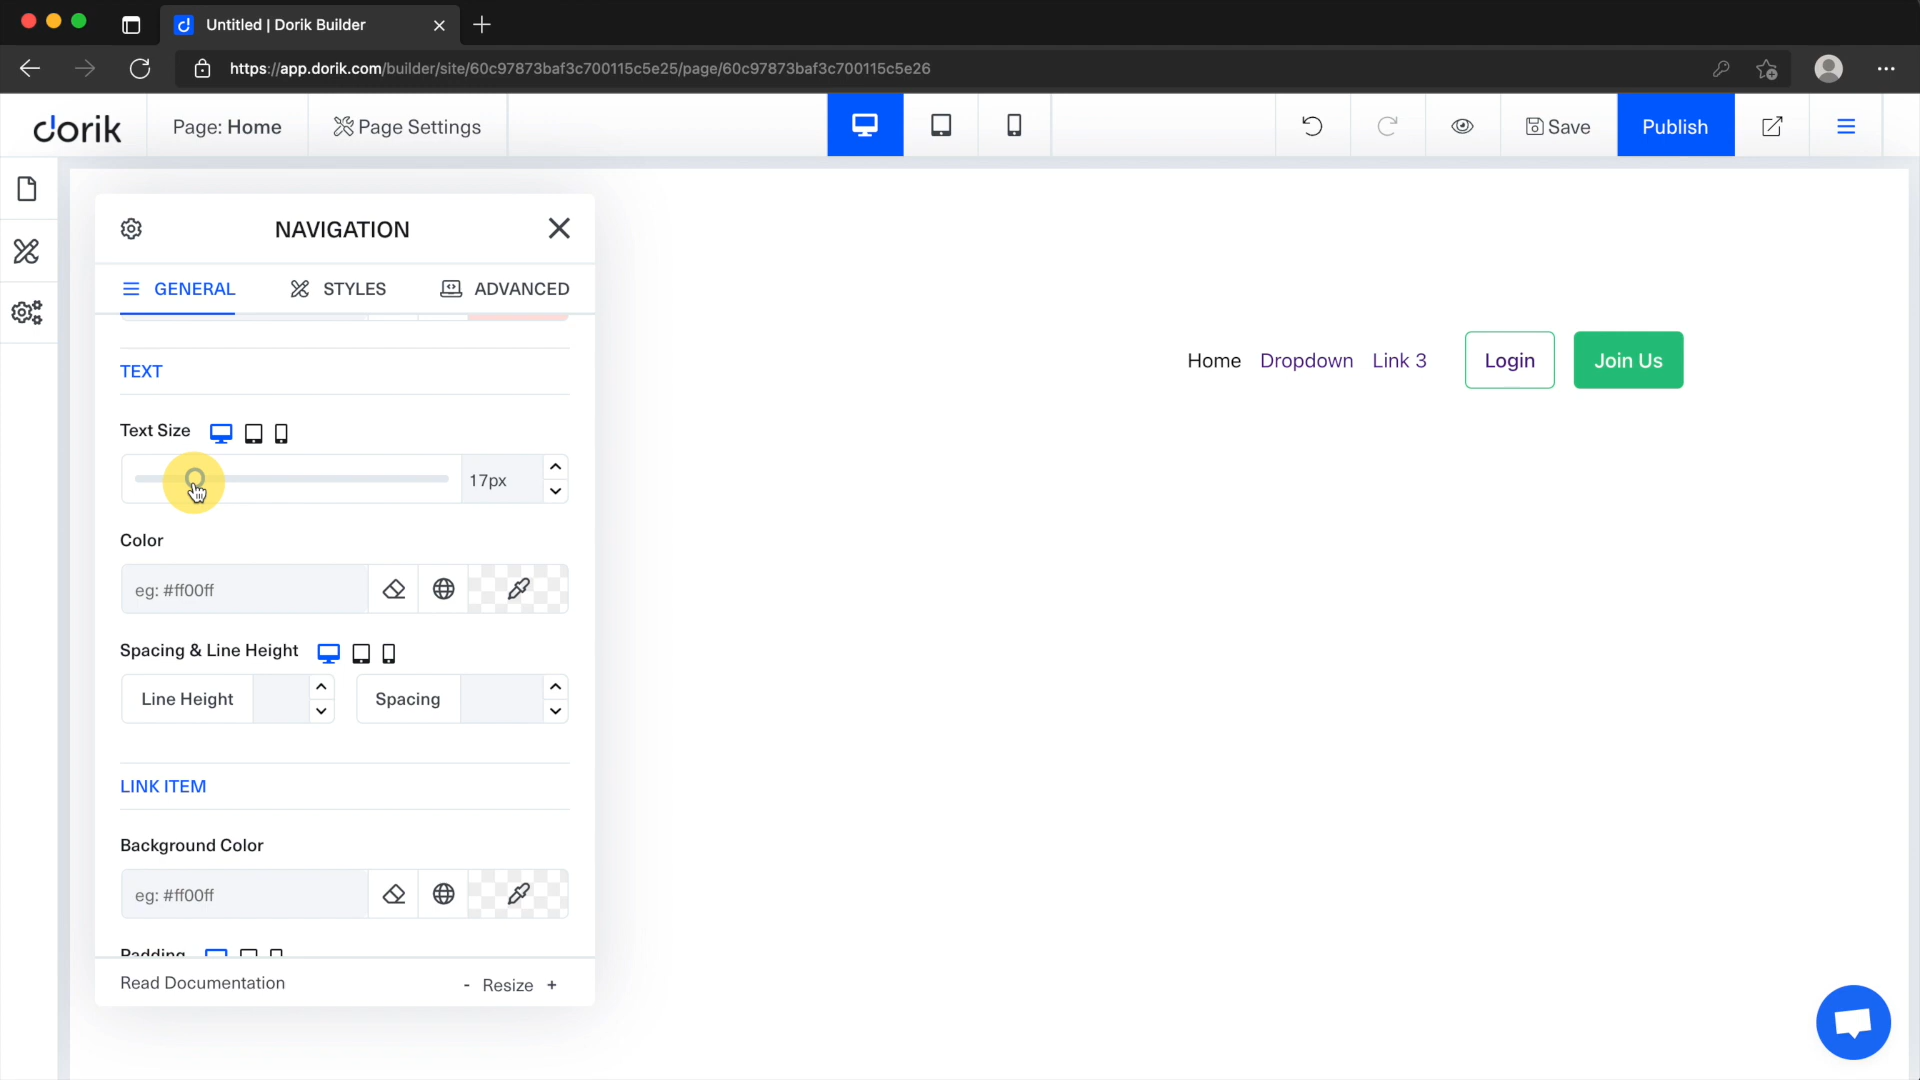 Untitled | Dorik Builder
https://app.dorik.com/builder/site/60c97873baf3c700115c5e25/page/60c97873baf3c700115c5e26
dorik
Page: Home
Page Settings
Save
Publish
NAVIGATION
GENERAL
STYLES
ADVANCED
Home
Dropdown
Link 3
Login
Join Us
TEXT
Text Size
17px
Color
eg: #ff00ff
Spacing & Line Height
Line Height
Spacing
LINK ITEM
Background Color
eg: #ff00ff
Padding
Read Documentation
- Resize +